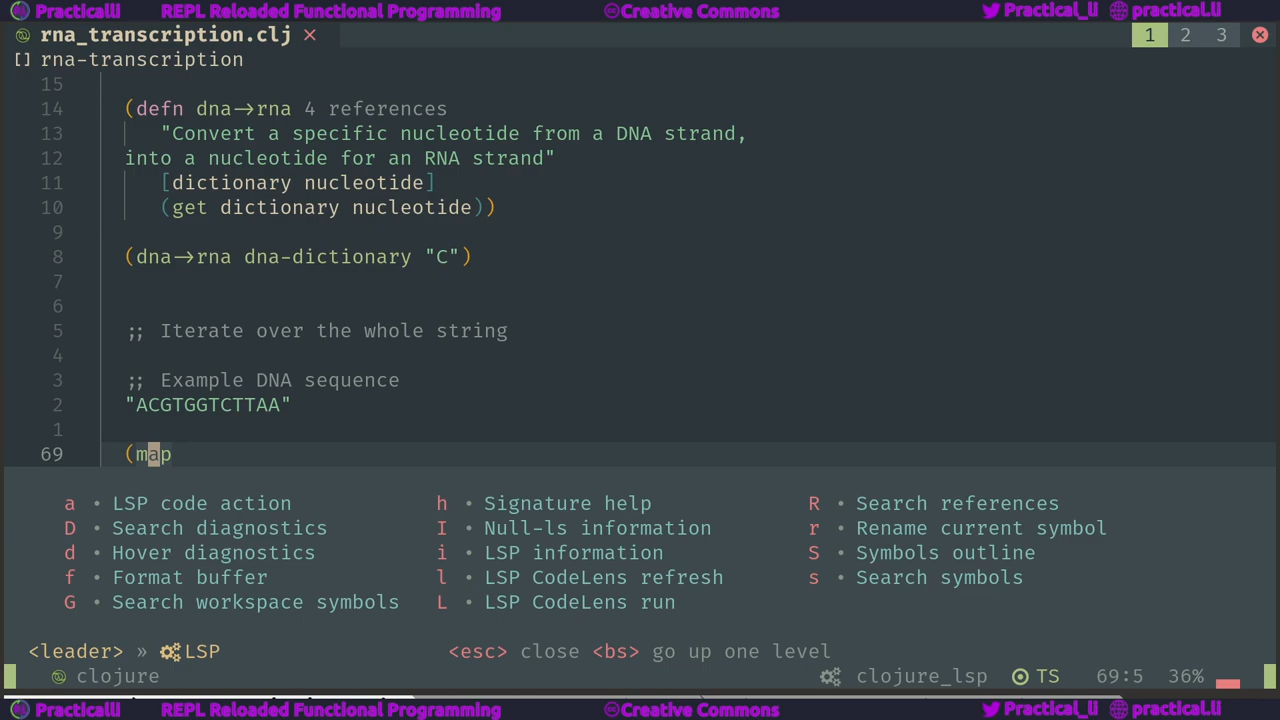 Practicalli REPL Reloaded Functional Programming Creative Commons Practical_li practical.li
rna_transcription.clj × 1 2 3
[] rna-transcription
15
14 (defn dna->rna 4 references
13 "Convert a specific nucleotide from a DNA strand,
12 into a nucleotide for an RNA strand"
11 [dictionary nucleotide]
10 (get dictionary nucleotide))
9
8 (dna->rna dna-dictionary "C")
7
6
5 ;; Iterate over the whole string
4
3 ;; Example DNA sequence
2 "ACGTGGTCTTAA"
1
69 (map
a • LSP code action h • Signature help R • Search references
D • Search diagnostics I • Null-ls information r • Rename current symbol
d • Hover diagnostics i • LSP information S • Symbols outline
f • Format buffer l • LSP CodeLens refresh s • Search symbols
G • Search workspace symbols L • LSP CodeLens run
<leader> » LSP <esc> close <bs> go up one level
clojure clojure_lsp TS 69:5 36%
Practicalli REPL Reloaded Functional Programming Creative Commons Practical_li practical.li